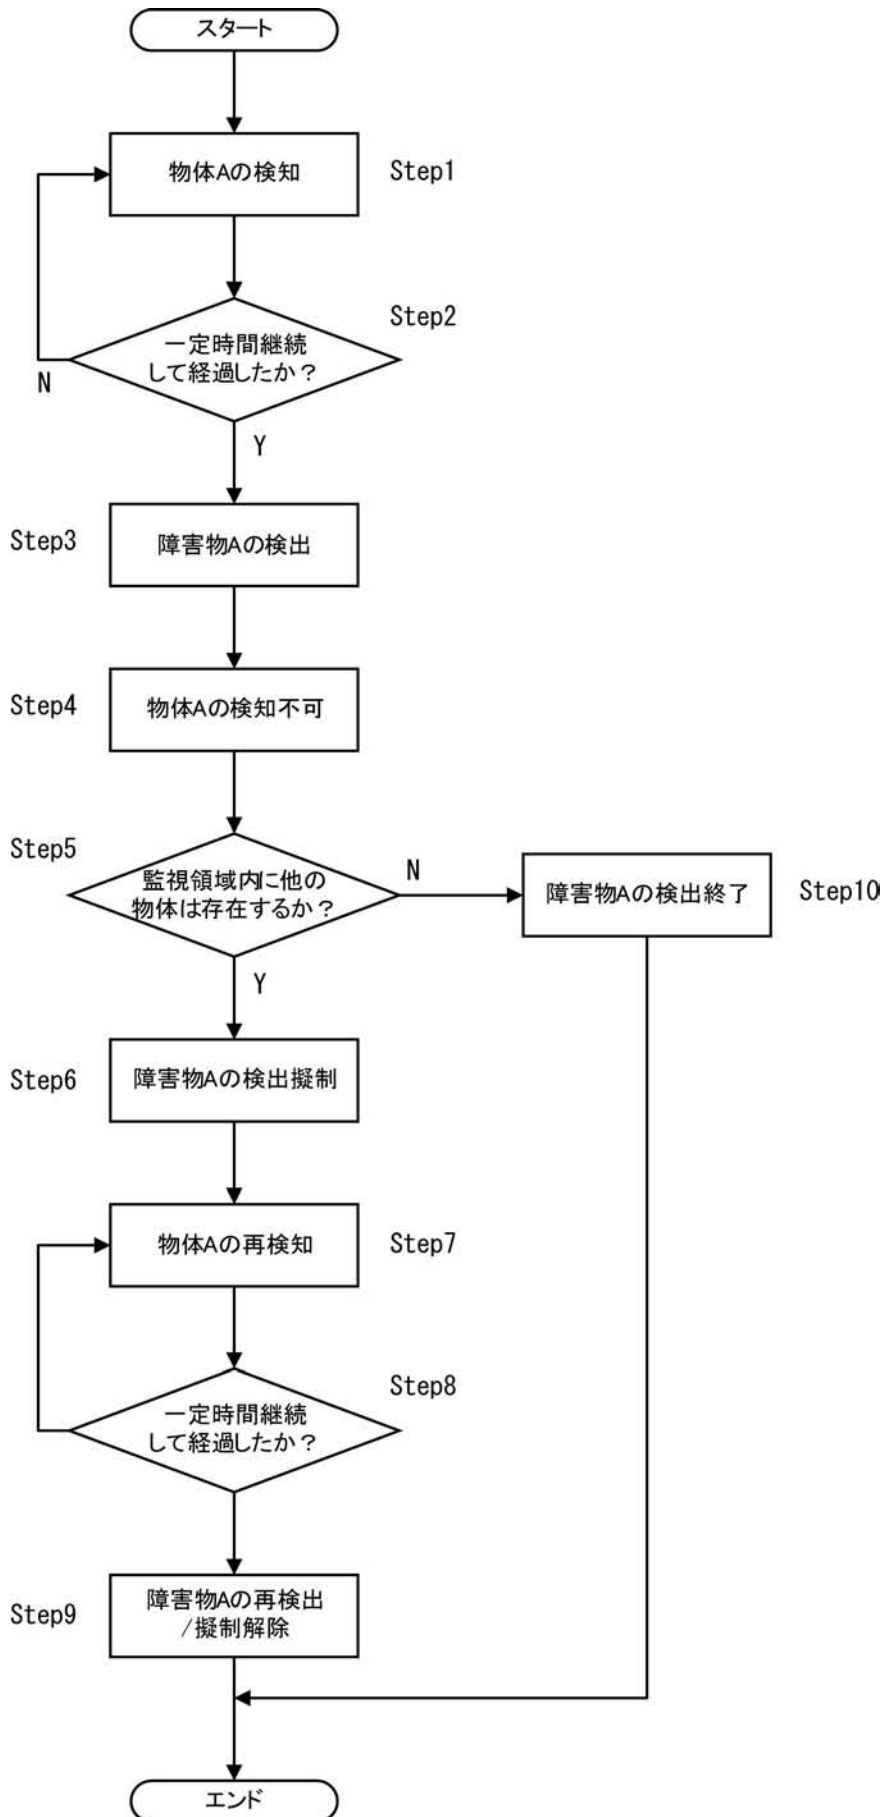 スタート
物体Aの検知
Step1
Step2
一定時間継続
して経過したか?
N
Y
Step3
障害物Aの検出
Step4
物体Aの検知不可
Step5
監視領域内に他の
物体は存在するか?
N
障害物Aの検出終了
Step10
Y
Step6
障害物Aの検出擬制
物体Aの再検知
Step7
Step8
一定時間継続
して経過したか?
Step9
障害物Aの再検出
/擬制解除
エンド